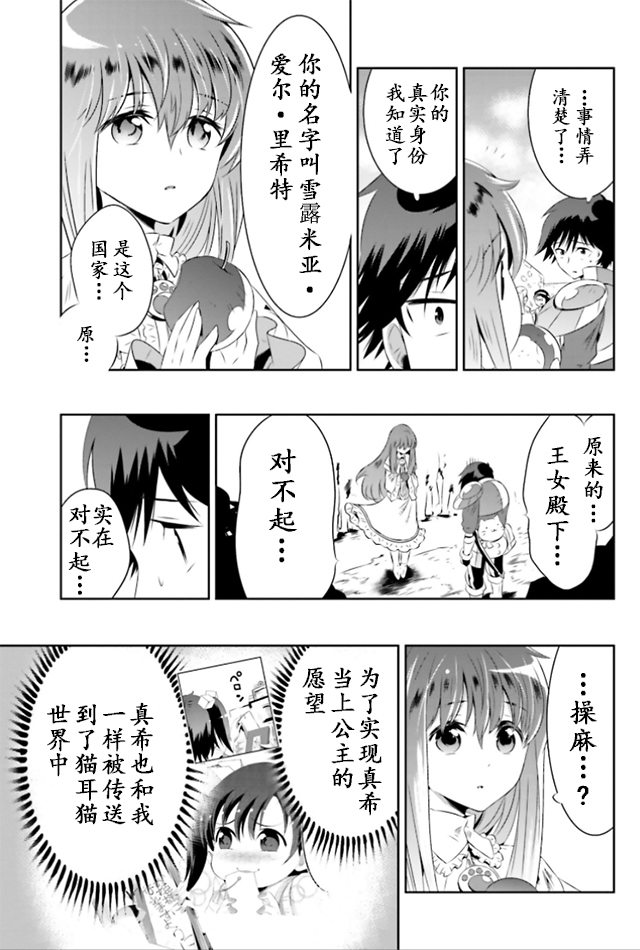 …事情弄
清楚了…
你的
真实身份
我知道了
你的名字叫雪露米亚·
爱尔·里希特
是这个
国家…
原…
原来的…
王女殿下…
对不起…
实在
对不起…
…操麻
…？
为了实现真希
当上公主的
愿望
真希也和我
一样被传送
到了猫耳猫
世界中